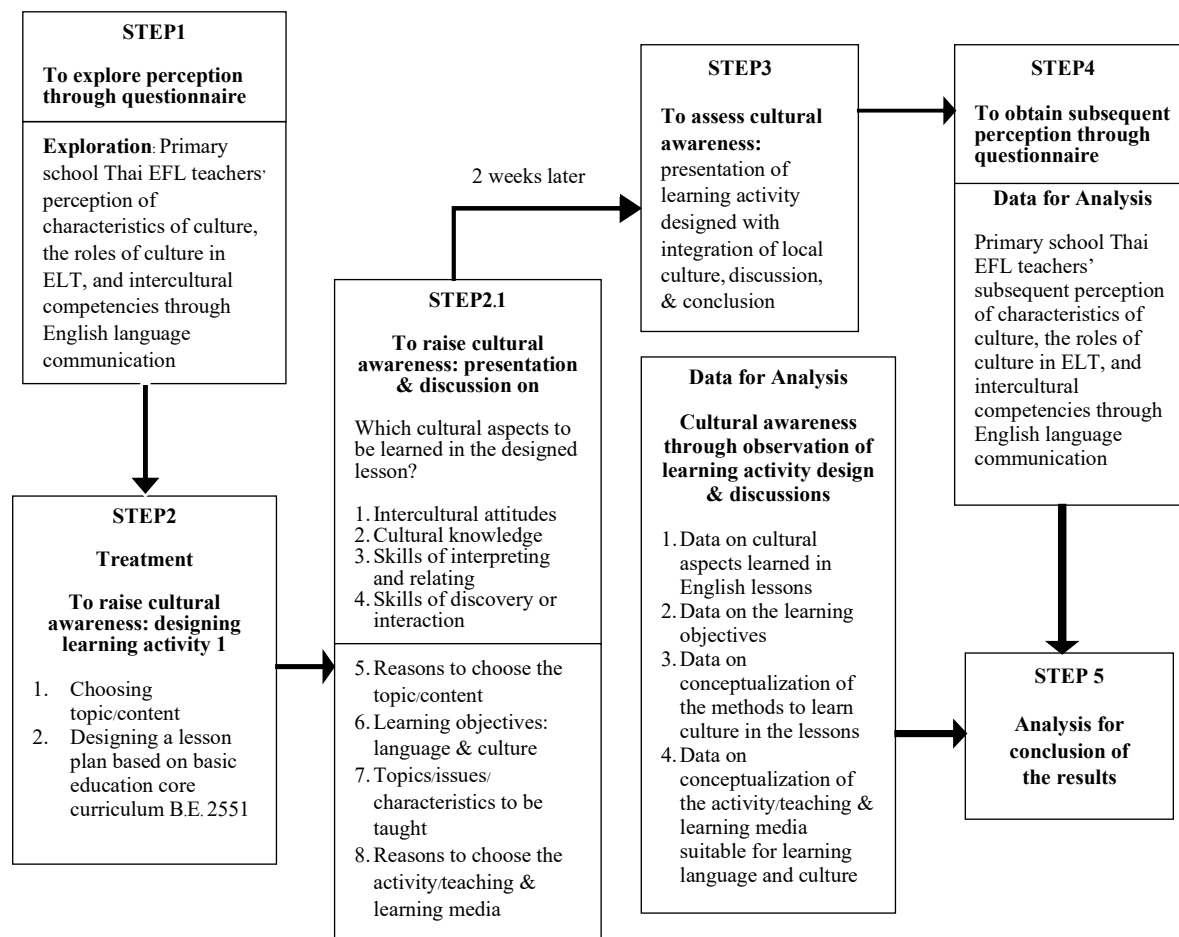 STEP1
To explore perception
through questionnaire
Exploration: Primary
school Thai EFL teachers'
perception of
characteristics of culture,
the roles of culture in
ELT, and intercultural
competencies through
English language
communication
STEP2
Treatment
To raise cultural
awareness: designing
learning activity 1
1. Choosing
topic/content
2. Designing a lesson
plan based on basic
education core
curriculum B.E. 2551
STEP2.1
To raise cultural
awareness: presentation
& discussion on
Which cultural aspects to
be learned in the designed
lesson?
1. Intercultural attitudes
2. Cultural knowledge
3. Skills of interpreting
and relating
4. Skills of discovery or
interaction
5. Reasons to choose the
topic/content
6. Learning objectives:
language & culture
7. Topics/issues/
characteristics to be
taught
8. Reasons to choose the
activity/teaching &
learning media
2 weeks later
STEP3
To assess cultural
awareness:
presentation of
learning activity
designed with
integration of local
culture, discussion,
& conclusion
Data for Analysis
Cultural awareness
through observation of
learning activity design
& discussions
1. Data on cultural
aspects learned in
English lessons
2. Data on the learning
objectives
3. Data on
conceptualization of
the methods to learn
culture in the lessons
4. Data on
conceptualization of
the activity/teaching &
learning media
suitable for learning
language and culture
STEP4
To obtain subsequent
perception through
questionnaire
Data for Analysis
Primary school Thai
EFL teachers’
subsequent perception
of characteristics of
culture, the roles of
culture in ELT, and
intercultural
competencies through
English language
communication
STEP 5
Analysis for
conclusion of
the results